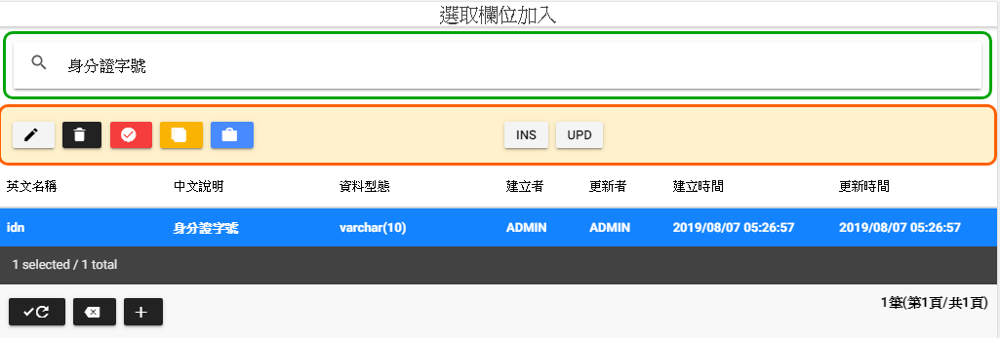 選取欄位加入
身分證字號
INS UPD
英文名稱 中文說明 資料型態 建立者 更新者 建立時間 更新時間
idn 身分證字號 varchar(10) ADMIN ADMIN 2019/08/07 05:26:57 2019/08/07 05:26:57
1 selected / 1 total
1筆(第1頁/共1頁)